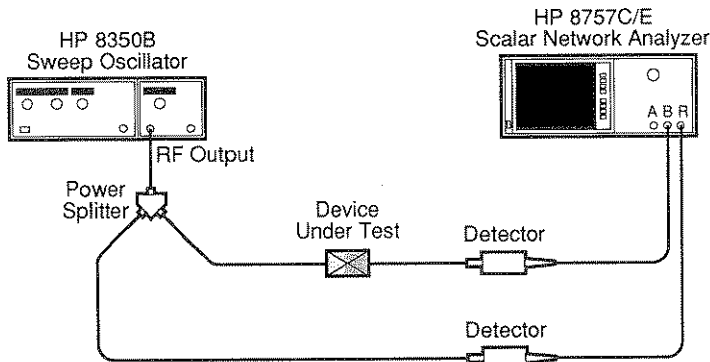 HP 8350B
Sweep Oscillator
HP 8757C/E
Scalar Network Analyzer
A B R
RF Output
Power
Splitter
Device
Under Test
Detector
Detector